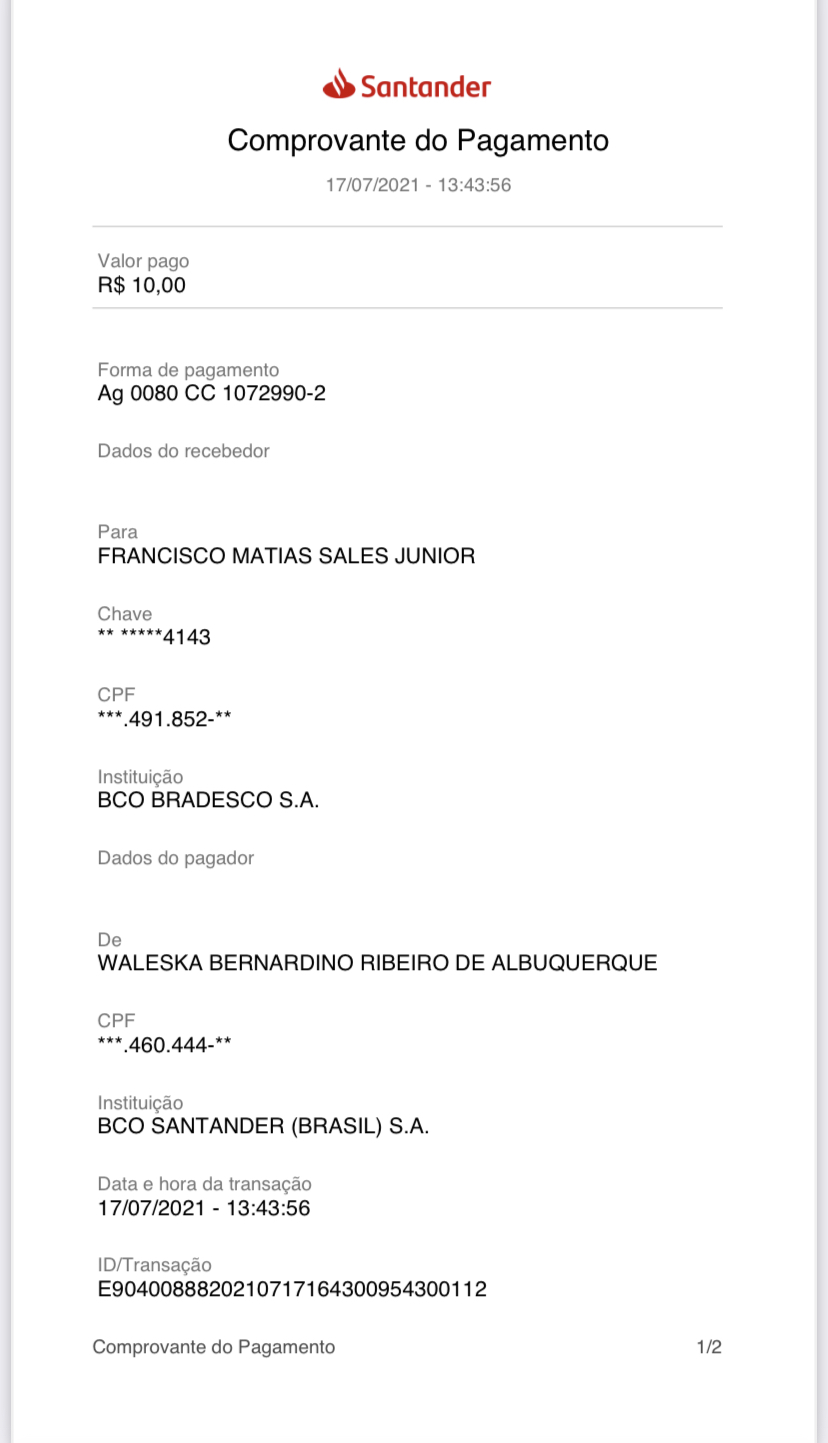 Santander
Comprovante do Pagamento
17/07/2021 - 13:43:56
Valor pago
R$ 10,00
Forma de pagamento
Ag 0080 CC 1072990-2
Dados do recebedor
Para
FRANCISCO MATIAS SALES JUNIOR
Chave
** *****4143
CPF
***.491.852-**
Instituição
BCO BRADESCO S.A.
Dados do pagador
De
WALESKA BERNARDINO RIBEIRO DE ALBUQUERQUE
CPF
***.460.444-**
Instituição
BCO SANTANDER (BRASIL) S.A.
Data e hora da transação
17/07/2021 - 13:43:56
ID/Transação
E9040088820210717164300954300112
Comprovante do Pagamento 1/2